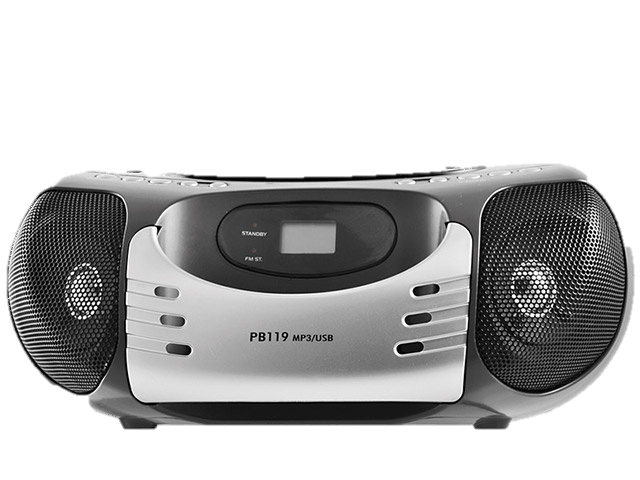 STANDBY
FM ST.
PB119 MP3/USB